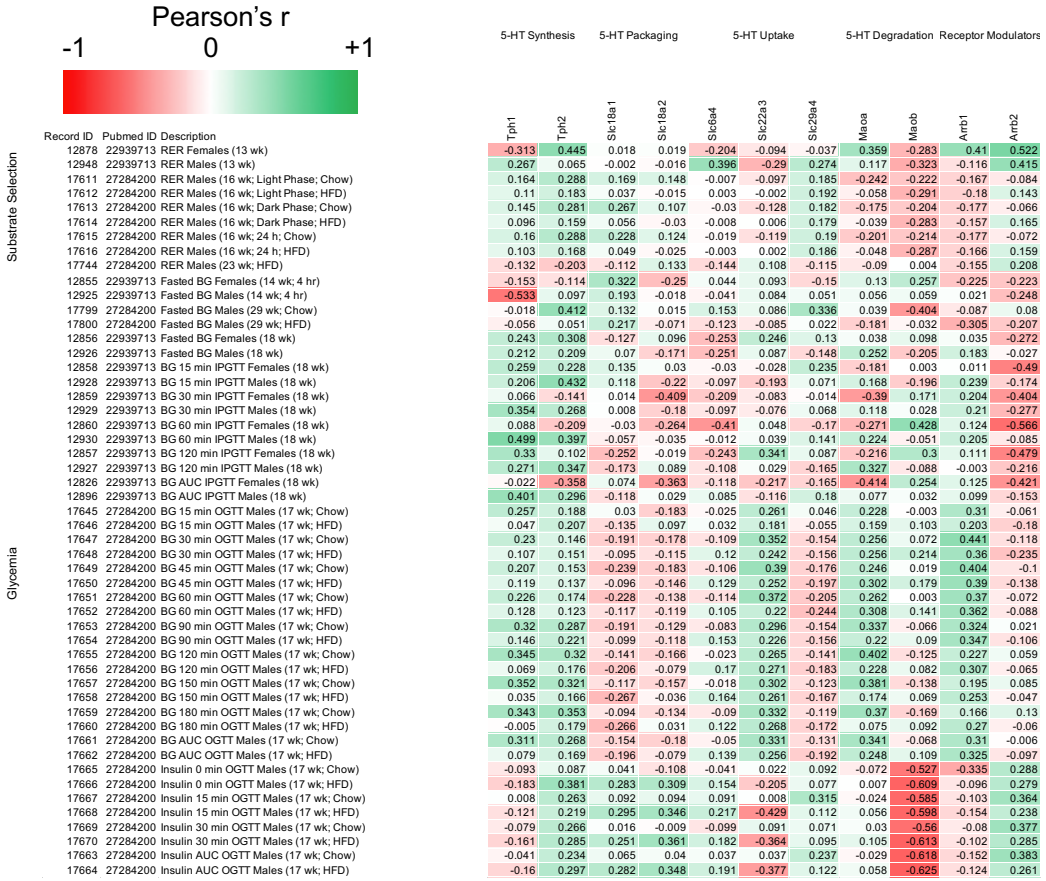 Pearson's r
-1 0 +1
5-HT Synthesis 5-HT Packaging 5-HT Uptake 5-HT Degradation Receptor Modulators
Record ID Pubmed ID Description Tph1 Tph2 Slc18a1 Slc18a2 Slc6a4 Slc22a3 Slc29a4 Maoa Maob Arrb1 Arrb2
Substrate Selection
12878 22939713 RER Females (13 wk) -0.313 0.445 0.018 0.019 -0.204 -0.094 -0.037 0.359 -0.283 0.41 0.522
12948 22939713 RER Males (13 wk) 0.267 0.065 -0.002 -0.016 0.396 -0.29 0.274 0.117 -0.323 -0.116 0.415
17611 27284200 RER Males (16 wk; Light Phase; Chow) 0.164 0.288 0.169 0.148 -0.007 -0.097 0.185 -0.242 -0.222 -0.167 -0.084
17612 27284200 RER Males (16 wk; Light Phase; HFD) 0.11 0.183 0.037 -0.015 0.003 -0.002 0.192 -0.058 -0.291 -0.18 0.143
17613 27284200 RER Males (16 wk; Dark Phase; Chow) 0.145 0.281 0.267 0.107 -0.03 -0.128 0.182 -0.175 -0.204 -0.177 -0.066
17614 27284200 RER Males (16 wk; Dark Phase; HFD) 0.096 0.159 0.056 -0.03 -0.008 0.006 0.179 -0.039 -0.283 -0.157 0.165
17615 27284200 RER Males (16 wk; 24 h; Chow) 0.16 0.288 0.228 0.124 -0.019 -0.119 0.19 -0.201 -0.214 -0.177 -0.072
17616 27284200 RER Males (16 wk; 24 h; HFD) 0.103 0.168 0.049 -0.025 -0.003 0.002 0.186 -0.048 -0.287 -0.166 0.159
17744 27284200 RER Males (23 wk; HFD) -0.132 -0.203 -0.112 0.133 -0.144 0.108 -0.115 -0.09 0.004 -0.155 0.208
Glycemia
12855 22939713 Fasted BG Females (14 wk; 4 hr) -0.153 -0.114 0.322 -0.25 0.044 0.093 -0.15 0.13 0.257 -0.225 -0.223
12925 22939713 Fasted BG Males (14 wk; 4 hr) -0.533 0.097 0.193 -0.018 -0.041 0.084 0.051 0.056 0.059 0.021 -0.248
17799 27284200 Fasted BG Males (29 wk; Chow) -0.018 0.412 0.132 0.015 0.153 0.086 0.336 0.039 -0.404 -0.087 0.08
17800 27284200 Fasted BG Males (29 wk; HFD) -0.056 0.051 0.217 -0.071 -0.123 -0.085 0.022 -0.181 -0.032 -0.305 -0.207
12856 22939713 Fasted BG Females (18 wk) 0.243 0.308 -0.127 0.096 -0.253 0.246 0.13 0.038 0.098 0.035 -0.272
12926 22939713 Fasted BG Males (18 wk) 0.212 0.209 0.07 -0.171 -0.251 0.087 -0.148 0.252 -0.205 0.183 -0.027
12858 22939713 BG 15 min IPGTT Females (18 wk) 0.259 0.228 0.135 0.03 -0.03 -0.028 0.235 -0.181 0.003 0.011 -0.49
12928 22939713 BG 15 min IPGTT Males (18 wk) 0.206 0.432 0.118 -0.22 -0.097 -0.193 0.071 0.168 -0.196 0.239 -0.174
12859 22939713 BG 30 min IPGTT Females (18 wk) 0.066 -0.141 0.014 -0.409 -0.209 -0.083 -0.014 -0.39 0.171 0.204 -0.404
12929 22939713 BG 30 min IPGTT Males (18 wk) 0.354 0.268 0.008 -0.18 -0.097 -0.076 0.068 0.118 0.028 0.21 -0.277
12860 22939713 BG 60 min IPGTT Females (18 wk) 0.088 -0.209 -0.03 -0.264 -0.41 0.048 -0.17 -0.271 0.428 0.124 -0.566
12930 22939713 BG 60 min IPGTT Males (18 wk) 0.499 0.397 -0.057 -0.035 -0.012 0.039 0.141 0.224 -0.051 0.205 -0.085
12857 22939713 BG 120 min IPGTT Females (18 wk) 0.33 0.102 -0.252 -0.019 -0.243 0.341 0.087 -0.216 0.3 0.111 -0.479
12927 22939713 BG 120 min IPGTT Males (18 wk) 0.271 0.347 -0.173 0.089 -0.108 0.029 -0.165 0.327 -0.088 -0.003 -0.216
12826 22939713 BG AUC IPGTT Females (18 wk) -0.022 -0.358 0.074 -0.363 -0.118 -0.217 -0.165 -0.414 0.254 0.125 -0.421
12896 22939713 BG AUC IPGTT Males (18 wk) 0.401 0.296 -0.118 0.029 0.085 -0.116 0.18 0.077 0.032 0.099 -0.153
17645 27284200 BG 15 min OGTT Males (17 wk; Chow) 0.257 0.188 0.03 -0.183 -0.025 0.261 0.046 0.228 -0.003 0.31 -0.061
17646 27284200 BG 15 min OGTT Males (17 wk; HFD) 0.047 0.207 -0.135 0.097 0.032 0.181 -0.055 0.159 0.103 0.203 -0.18
17647 27284200 BG 30 min OGTT Males (17 wk; Chow) 0.23 0.146 -0.191 -0.178 -0.109 0.352 -0.154 0.256 0.072 0.441 -0.118
17648 27284200 BG 30 min OGTT Males (17 wk; HFD) 0.107 0.151 -0.095 -0.115 0.12 0.242 -0.156 0.256 0.214 0.36 -0.235
17649 27284200 BG 45 min OGTT Males (17 wk; Chow) 0.207 0.153 -0.239 -0.183 -0.106 0.39 -0.176 0.246 0.019 0.404 -0.1
17650 27284200 BG 45 min OGTT Males (17 wk; HFD) 0.119 0.137 -0.096 -0.146 0.129 0.252 -0.197 0.302 0.179 0.39 -0.138
17651 27284200 BG 60 min OGTT Males (17 wk; Chow) 0.226 0.174 -0.228 -0.138 -0.114 0.372 -0.205 0.262 0.003 0.37 -0.072
17652 27284200 BG 60 min OGTT Males (17 wk; HFD) 0.128 0.123 -0.117 -0.119 0.105 0.22 -0.244 0.308 0.141 0.362 -0.088
17653 27284200 BG 90 min OGTT Males (17 wk; Chow) 0.32 0.287 -0.191 -0.129 -0.083 0.296 -0.154 0.337 -0.066 0.324 0.021
17654 27284200 BG 90 min OGTT Males (17 wk; HFD) 0.146 0.221 -0.099 -0.118 0.153 0.226 -0.156 0.22 0.09 0.347 -0.106
17655 27284200 BG 120 min OGTT Males (17 wk; Chow) 0.345 0.32 -0.141 -0.166 -0.023 0.265 -0.141 0.402 -0.125 0.227 0.059
17656 27284200 BG 120 min OGTT Males (17 wk; HFD) 0.069 0.176 -0.206 -0.079 0.17 0.271 -0.183 0.228 0.082 0.307 -0.065
17657 27284200 BG 150 min OGTT Males (17 wk; Chow) 0.352 0.321 -0.117 -0.157 -0.018 0.302 -0.123 0.381 -0.138 0.195 0.085
17658 27284200 BG 150 min OGTT Males (17 wk; HFD) 0.035 0.166 -0.267 -0.036 0.164 0.261 -0.167 0.174 0.069 0.253 -0.047
17659 27284200 BG 180 min OGTT Males (17 wk; Chow) 0.343 0.353 -0.094 -0.134 -0.09 0.332 -0.119 0.37 -0.169 0.166 0.13
17660 27284200 BG 180 min OGTT Males (17 wk; HFD) -0.005 0.179 -0.266 0.031 0.122 0.268 -0.172 0.075 0.092 0.27 -0.06
17661 27284200 BG AUC OGTT Males (17 wk; Chow) 0.311 0.268 -0.154 -0.18 -0.05 0.331 -0.131 0.341 -0.068 0.31 -0.006
17662 27284200 BG AUC OGTT Males (17 wk; HFD) 0.079 0.169 -0.196 -0.079 0.139 0.256 -0.192 0.248 0.109 0.325 -0.097
17665 27284200 Insulin 0 min OGTT Males (17 wk; Chow) -0.093 0.087 0.041 -0.108 -0.041 0.022 0.092 -0.072 -0.527 -0.335 0.288
17666 27284200 Insulin 0 min OGTT Males (17 wk; HFD) -0.183 0.381 0.283 0.309 0.154 -0.205 0.077 0.007 -0.609 -0.096 0.279
17667 27284200 Insulin 15 min OGTT Males (17 wk; Chow) 0.008 0.263 0.092 0.094 0.091 0.008 0.315 -0.024 -0.585 -0.103 0.364
17668 27284200 Insulin 15 min OGTT Males (17 wk; HFD) -0.121 0.219 0.295 0.346 0.217 -0.429 0.112 0.056 -0.598 -0.154 0.238
17669 27284200 Insulin 30 min OGTT Males (17 wk; Chow) -0.079 0.266 0.016 -0.009 -0.099 0.091 0.071 0.03 -0.56 -0.08 0.377
17670 27284200 Insulin 30 min OGTT Males (17 wk; HFD) -0.161 0.285 0.251 0.361 0.182 -0.364 0.095 0.105 -0.613 -0.102 0.285
17663 27284200 Insulin AUC OGTT Males (17 wk; Chow) -0.041 0.234 0.065 0.04 0.037 0.037 0.237 -0.029 -0.618 -0.152 0.383
17664 27284200 Insulin AUC OGTT Males (17 wk; HFD) -0.16 0.297 0.282 0.348 0.191 -0.377 0.122 0.058 -0.625 -0.124 0.261